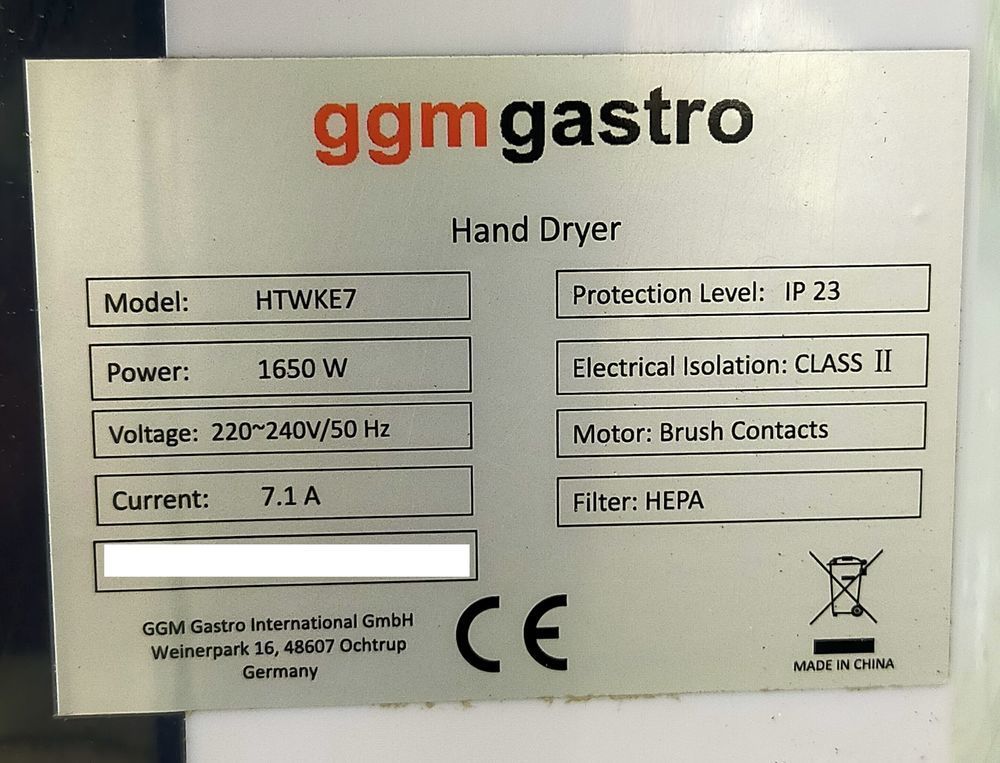 ggmgastro
Hand Dryer
Model: HTWKE7
Power: 1650 W
Voltage: 220~240V/50 Hz
Current: 7.1 A
Protection Level: IP 23
Electrical Isolation: CLASS II
Motor: Brush Contacts
Filter: HEPA
GGM Gastro International GmbH
Weinerpark 16, 48607 Ochtrup
Germany
CE
MADE IN CHINA